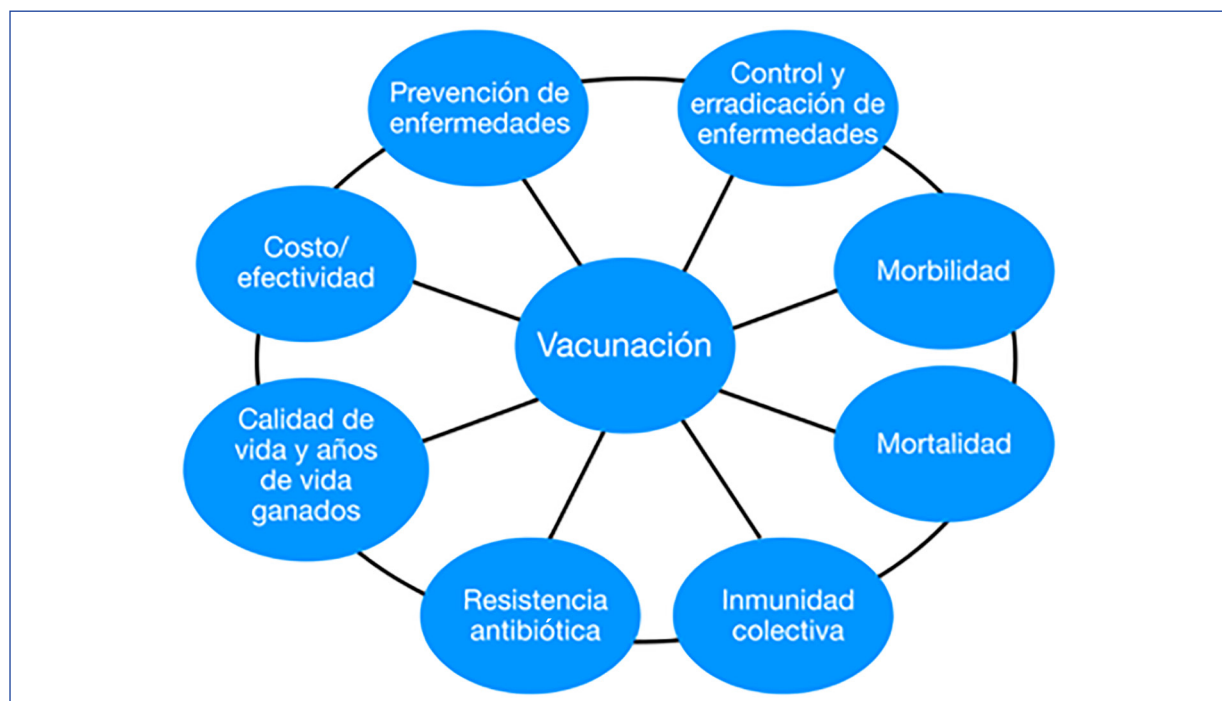 Prevención de
enfermedades
Control y
erradicación de
enfermedades
Costo/
efectividad
Morbilidad
Vacunación
Calidad de
vida y años
de vida
ganados
Mortalidad
Resistencia
antibiótica
Inmunidad
colectiva